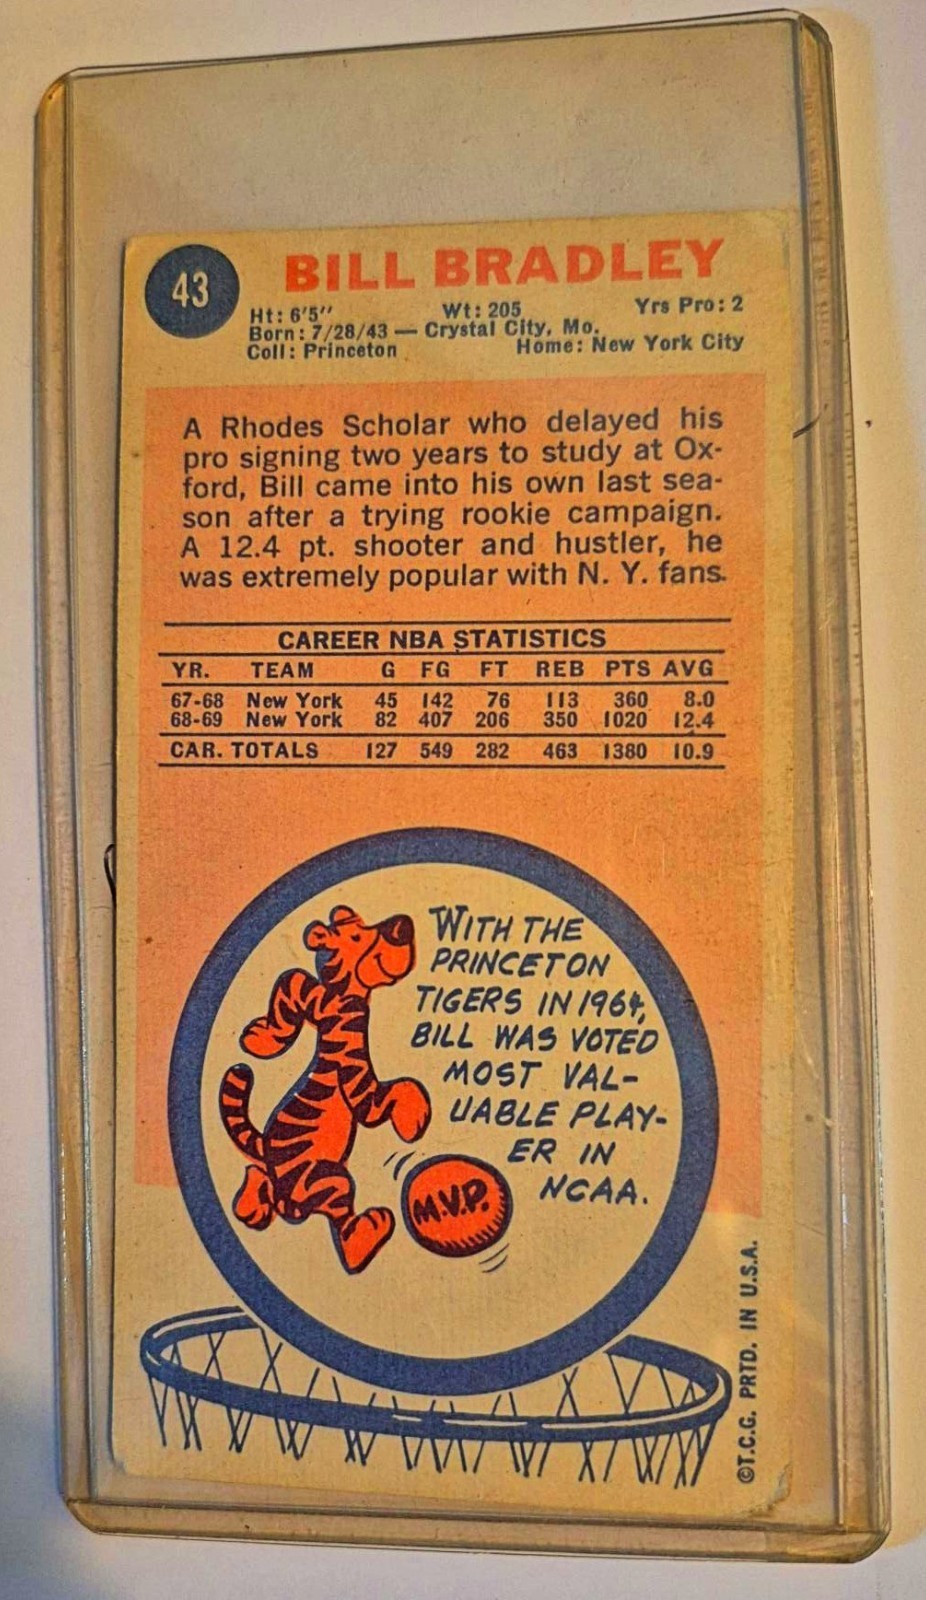 43
BILL BRADLEY
Ht: 6'5" Wt: 205 Yrs Pro: 2
Born: 7/28/43 — Crystal City, Mo.
Coll: Princeton Home: New York City
A Rhodes Scholar who delayed his
pro signing two years to study at Ox-
ford, Bill came into his own last sea-
son after a trying rookie campaign.
A 12.4 pt. shooter and hustler, he
was extremely popular with N. Y. fans.
CAREER NBA STATISTICS
YR. TEAM G FG FT REB PTS AVG
67-68 New York 45 142 76 113 360 8.0
68-69 New York 82 407 206 350 1020 12.4
CAR. TOTALS 127 549 282 463 1380 10.9
WITH THE
PRINCETON
TIGERS IN 1964,
BILL WAS VOTED
MOST VAL-
UABLE PLAY-
ER IN
NCAA.
M.V.P.
©T.C.G. PRTD. IN U.S.A.